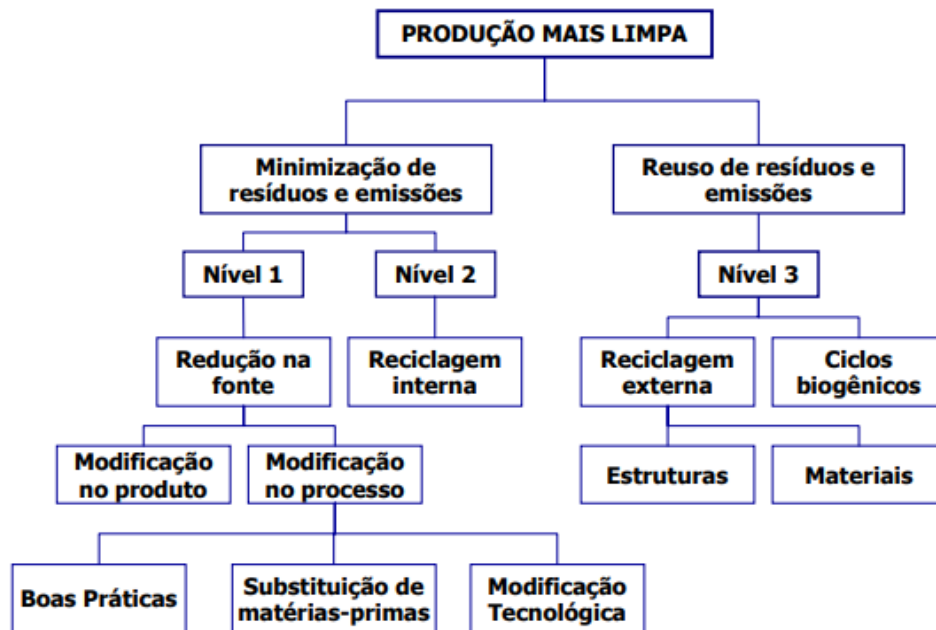 PRODUÇÃO MAIS LIMPA
Minimização de
resíduos e emissões
Reuso de resíduos e
emissões
Nível 1
Nível 2
Nível 3
Redução na
fonte
Reciclagem
interna
Reciclagem
externa
Ciclos
biogênicos
Modificação
no produto
Modificação
no processo
Estruturas
Materiais
Boas Práticas
Substituição de
matérias-primas
Modificação
Tecnológica